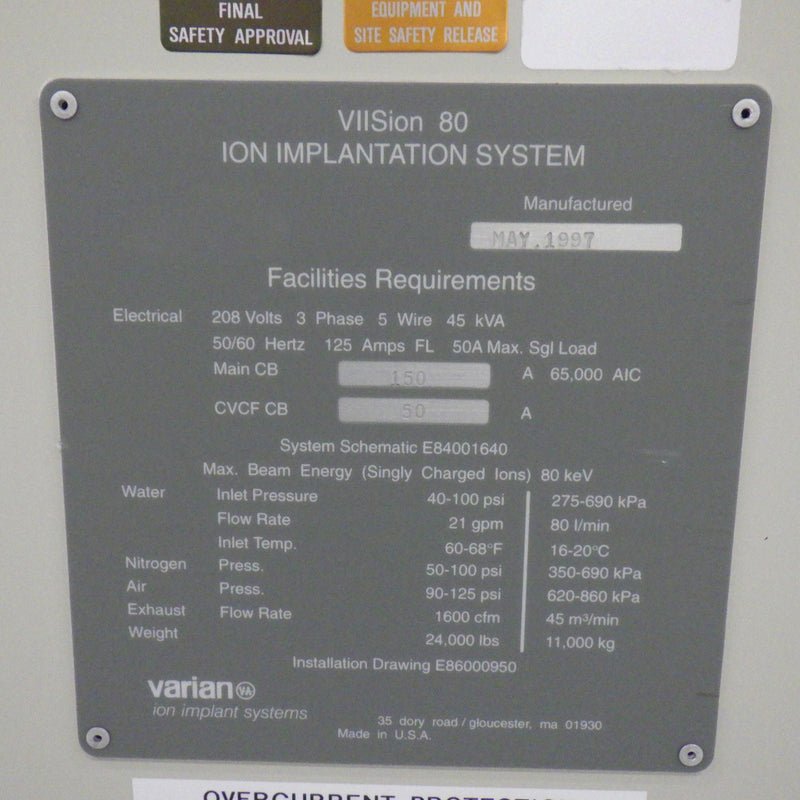 FINAL
SAFETY APPROVAL
EQUIPMENT AND
SITE SAFETY RELEASE
VIISion 80
ION IMPLANTATION SYSTEM
Manufactured
MAY.1997
Facilities Requirements
Electrical 208 Volts 3 Phase 5 Wire 45 kVA
50/60 Hertz 125 Amps FL 50A Max. Sgl Load
Main CB 150 A 65,000 AIC
CVCF CB 50 A
System Schematic E84001640
Max. Beam Energy (Singly Charged Ions) 80 keV
Water Inlet Pressure 40-100 psi 275-690 kPa
Flow Rate 21 gpm 80 l/min
Inlet Temp. 60-68°F 16-20°C
Nitrogen Press. 50-100 psi 350-690 kPa
Air Press. 90-125 psi 620-860 kPa
Exhaust Flow Rate 1600 cfm 45 m³/min
Weight 24,000 lbs 11,000 kg
Installation Drawing E86000950
varian VA
ion implant systems
35 dory road / gloucester, ma 01930
Made in U.S.A.
OVERCURRENT PROTECTION